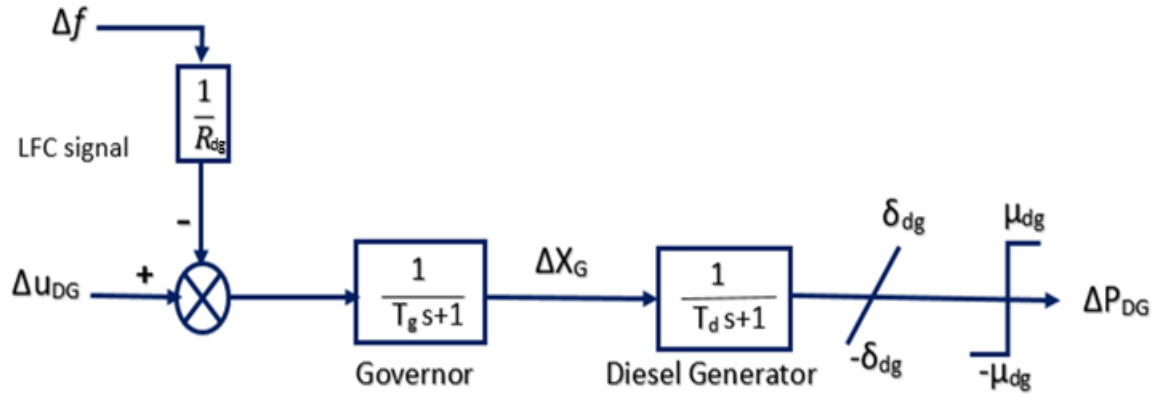 Δf
1
R_dg
LFC signal
-
Δu_DG
+
1
T_g s+1
Governor
ΔX_G
1
T_d s+1
Diesel Generator
δ_dg
-δ_dg
μ_dg
-μ_dg
ΔP_DG